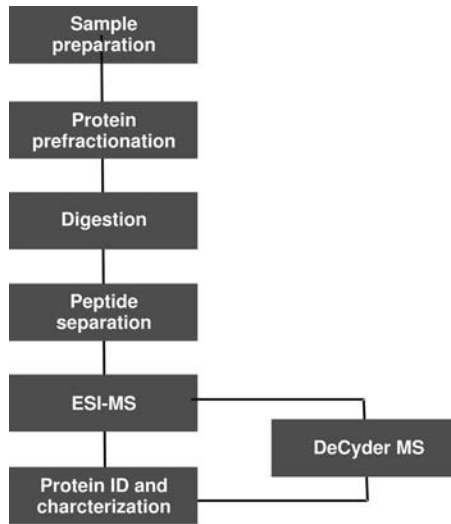 Sample
preparation
Protein
prefractionation
Digestion
Peptide
separation
ESI-MS
DeCyder MS
Protein ID and
charcterization